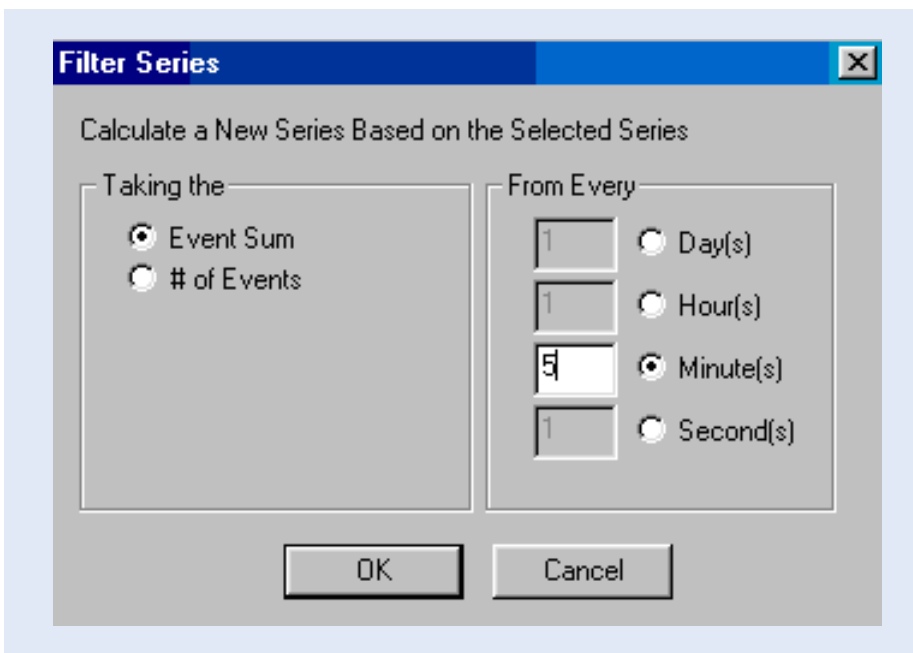 Filter Series
Calculate a New Series Based on the Selected Series
Taking the
Event Sum
# of Events
From Every
1 Day(s)
1 Hour(s)
5 Minute(s)
1 Second(s)
OK Cancel